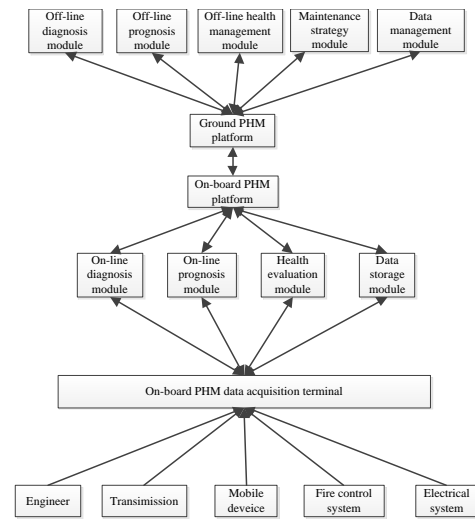 Off-line diagnosis module
Off-line prognosis module
Off-line health management module
Maintenance strategy module
Data management module
Ground PHM platform
On-board PHM platform
On-line diagnosis module
On-line prognosis module
Health evaluation module
Data storage module
On-board PHM data acquisition terminal
Engineer
Transimission
Mobile deveice
Fire control system
Electrical system